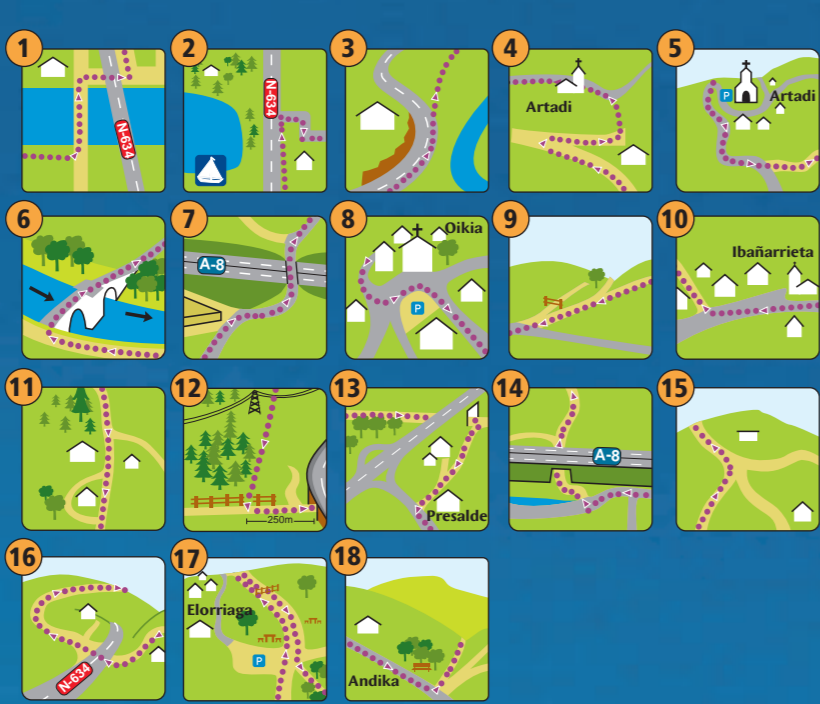 1
N-634
2
N-634
3
4
Artadi
5
P
Artadi
6
7
A-8
8
Oikia
P
9
10
Ibañarrieta
11
12
250m
13
Presalde
14
A-8
15
16
N-634
17
Elorriaga
P
18
Andika